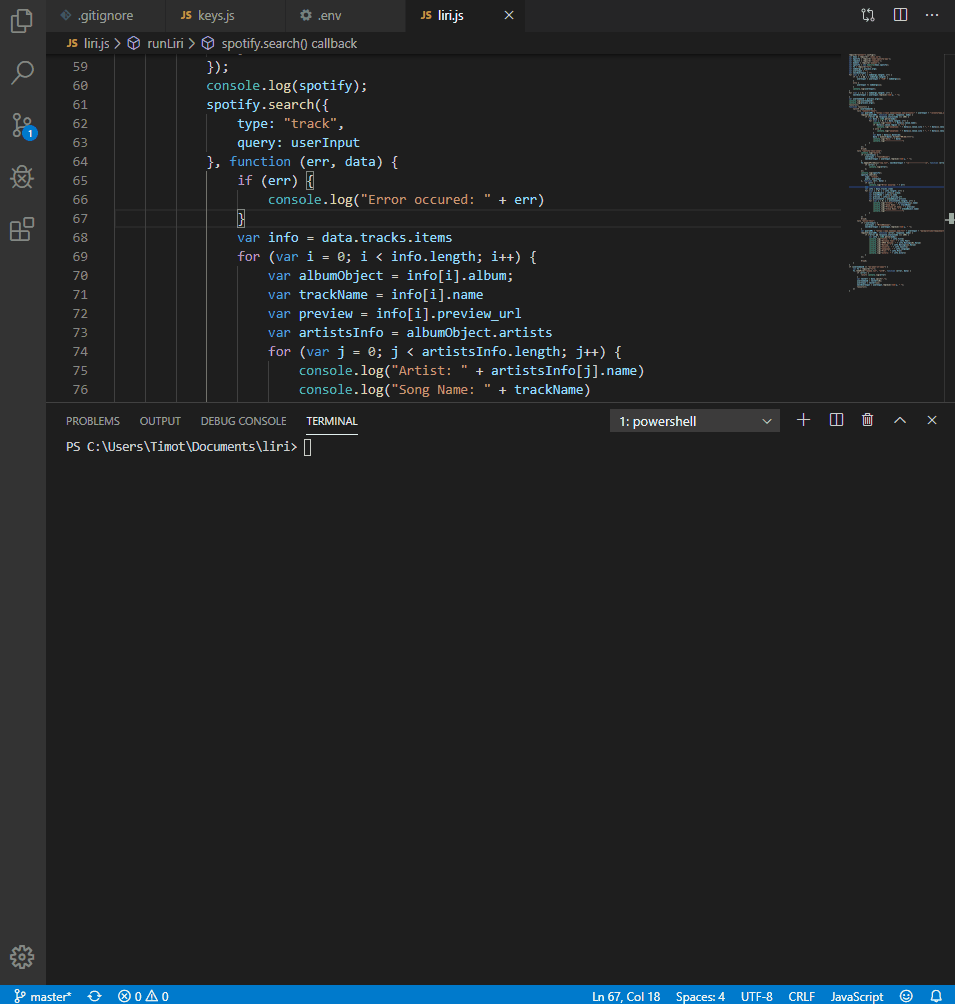 .gitignore JS keys.js .env JS liri.js
JS liri.js > runLiri > spotify.search() callback
59 });
60 console.log(spotify);
61 spotify.search({
62 type: "track",
63 query: userInput
64 }, function (err, data) {
65 if (err) {
66 console.log("Error occured: " + err)
67 }
68 var info = data.tracks.items
69 for (var i = 0; i < info.length; i++) {
70 var albumObject = info[i].album;
71 var trackName = info[i].name
72 var preview = info[i].preview_url
73 var artistsInfo = albumObject.artists
74 for (var j = 0; j < artistsInfo.length; j++) {
75 console.log("Artist: " + artistsInfo[j].name)
76 console.log("Song Name: " + trackName)
1
PROBLEMS OUTPUT DEBUG CONSOLE TERMINAL 1: powershell
PS C:\Users\Timot\Documents\liri>
master* 0 0 Ln 67, Col 18 Spaces: 4 UTF-8 CRLF JavaScript